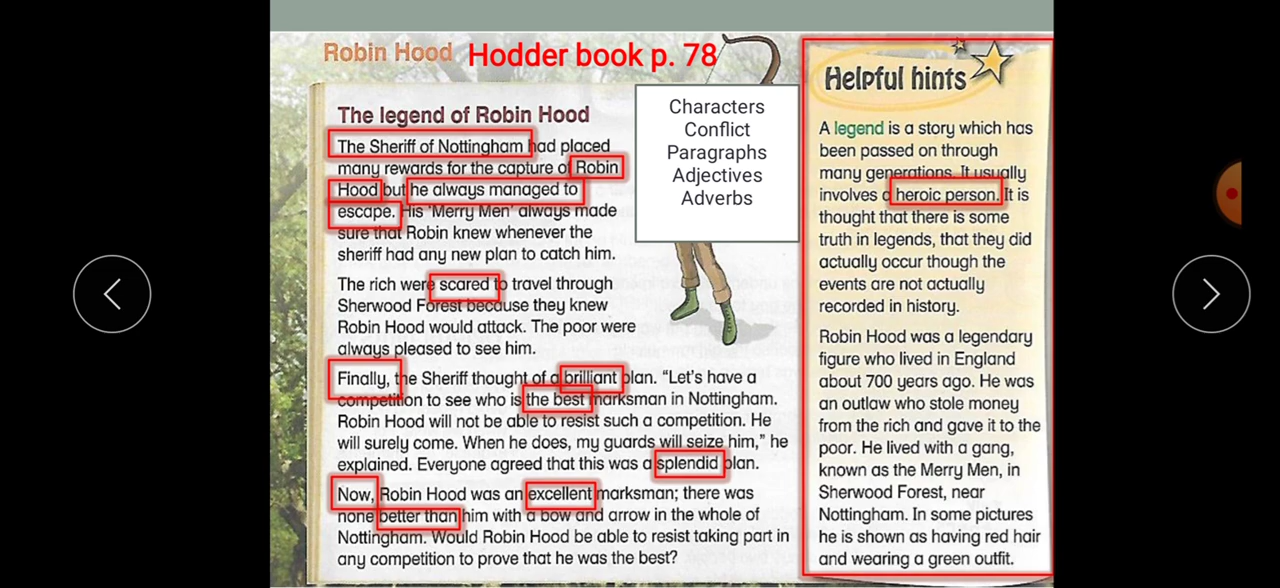 Robin Hood Hodder book p. 78
The legend of Robin Hood
The Sheriff of Nottingham had placed
many rewards for the capture of Robin
Hood but he always managed to
escape. His 'Merry Men' always made
sure that Robin knew whenever the
sheriff had any new plan to catch him.
The rich were scared to travel through
Sherwood Forest because they knew
Robin Hood would attack. The poor were
always pleased to see him.
Finally, the Sheriff thought of a brilliant plan. "Let's have a
competition to see who is the best marksman in Nottingham.
Robin Hood will not be able to resist such a competition. He
will surely come. When he does, my guards will seize him," he
explained. Everyone agreed that this was a splendid plan.
Now, Robin Hood was an excellent marksman; there was
none better than him with a bow and arrow in the whole of
Nottingham. Would Robin Hood be able to resist taking part in
any competition to prove that he was the best?
Characters
Conflict
Paragraphs
Adjectives
Adverbs
Helpful hints
A legend is a story which has
been passed on through
many generations. It usually
involves a heroic person. It is
thought that there is some
truth in legends, that they did
actually occur though the
events are not actually
recorded in history.
Robin Hood was a legendary
figure who lived in England
about 700 years ago. He was
an outlaw who stole money
from the rich and gave it to the
poor. He lived with a gang,
known as the Merry Men, in
Sherwood Forest, near
Nottingham. In some pictures
he is shown as having red hair
and wearing a green outfit.